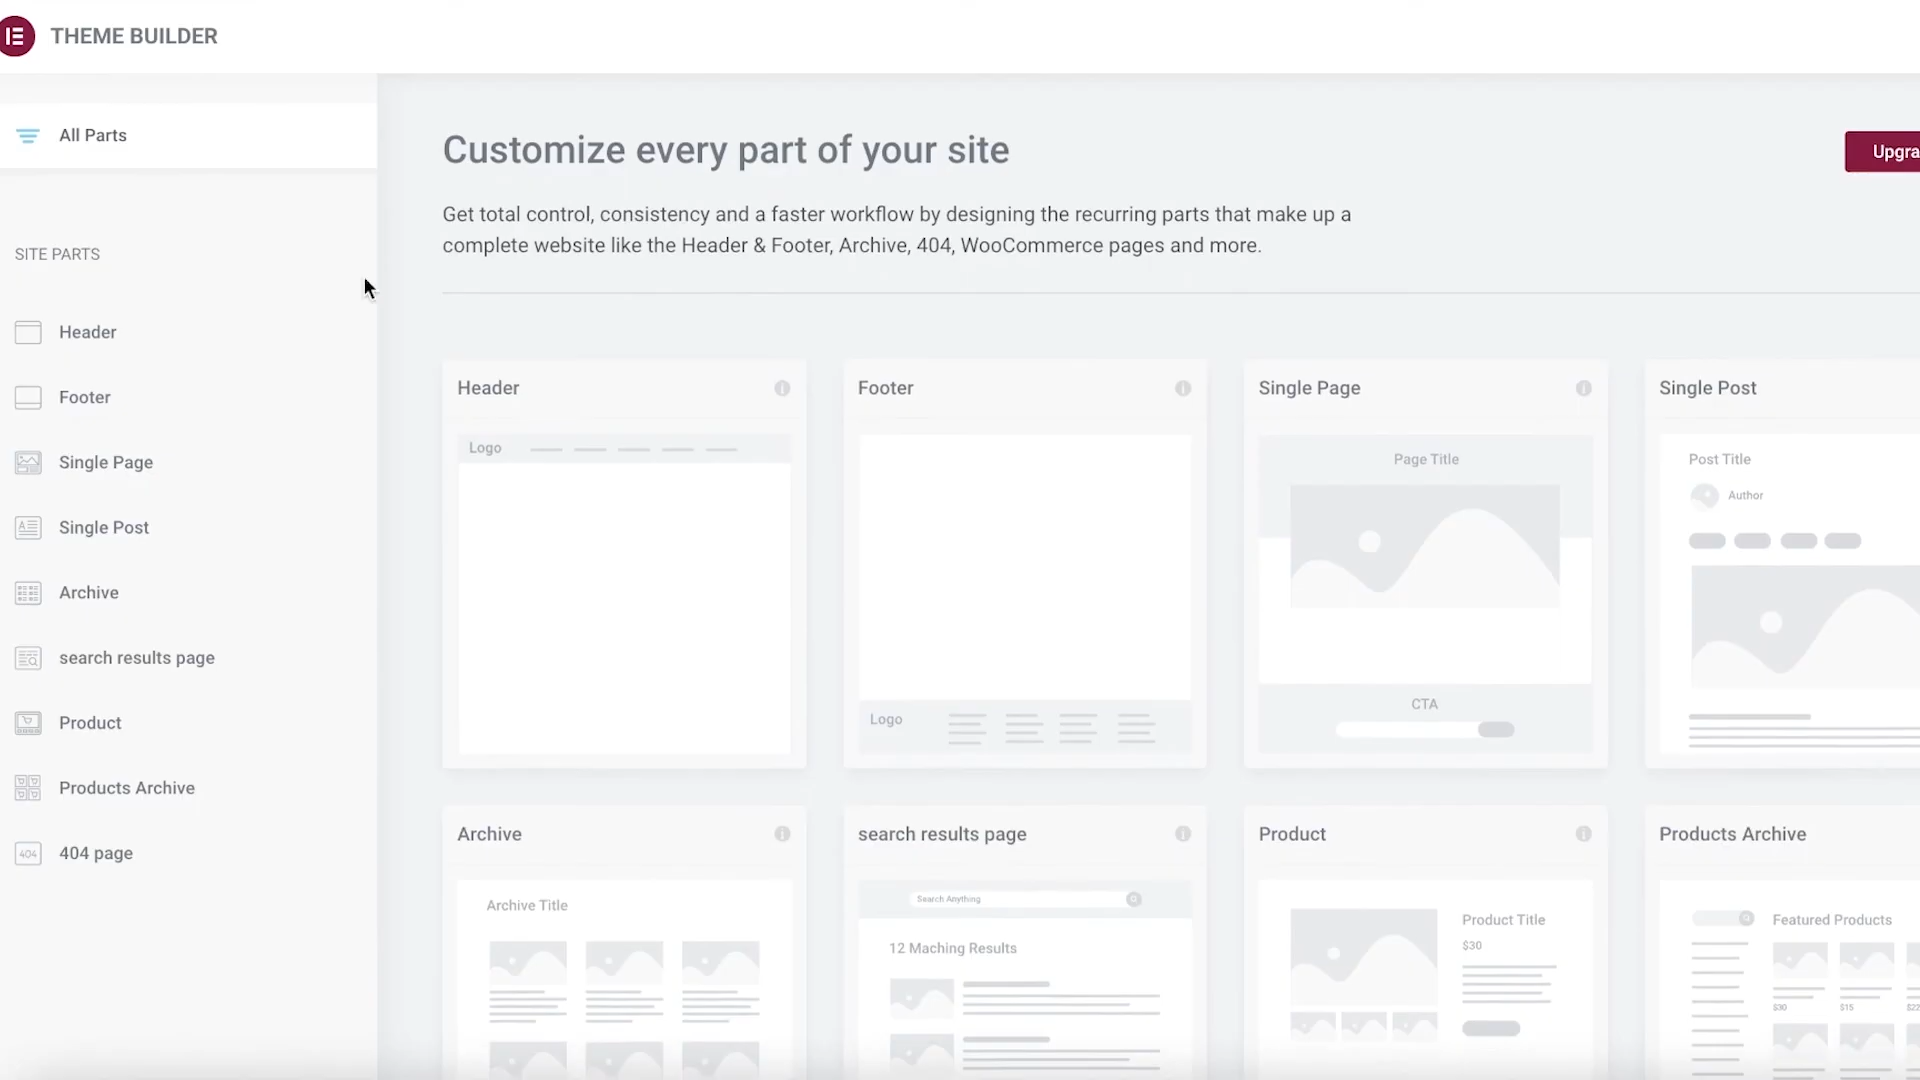 THEME BUILDER
All Parts
SITE PARTS
Header
Footer
Single Page
Single Post
Archive
search results page
Product
Products Archive
404 page
Customize every part of your site
Upgra
Get total control, consistency and a faster workflow by designing the recurring parts that make up a
complete website like the Header & Footer, Archive, 404, WooCommerce pages and more.
Header
Logo
Footer
Logo
Single Page
Page Title
CTA
Single Post
Post Title
Author
Archive
Archive Title
search results page
Search Anything
12 Maching Results
Product
Product Title
$30
Products Archive
Featured Products
$30
$15
$22
404